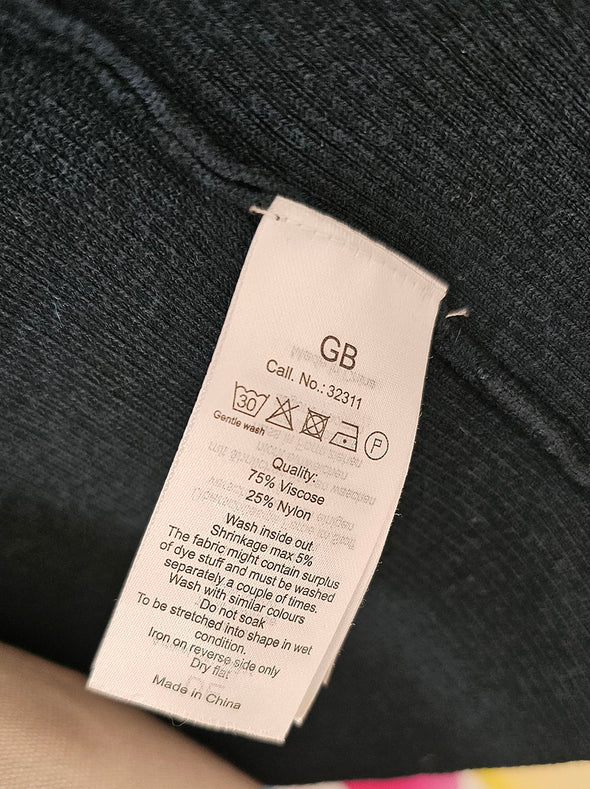 GB
Call. No.: 32311
30 P
Gentle wash
Quality:
75% Viscose
25% Nylon
Wash inside out
Shrinkage max 5%
The fabric might contain surplus
of dye stuff and must be washed
separately a couple of times.
Wash with similar colours
Do not soak
To be stretched into shape in wet
condition.
Iron on reverse side only
Dry flat
Made in China